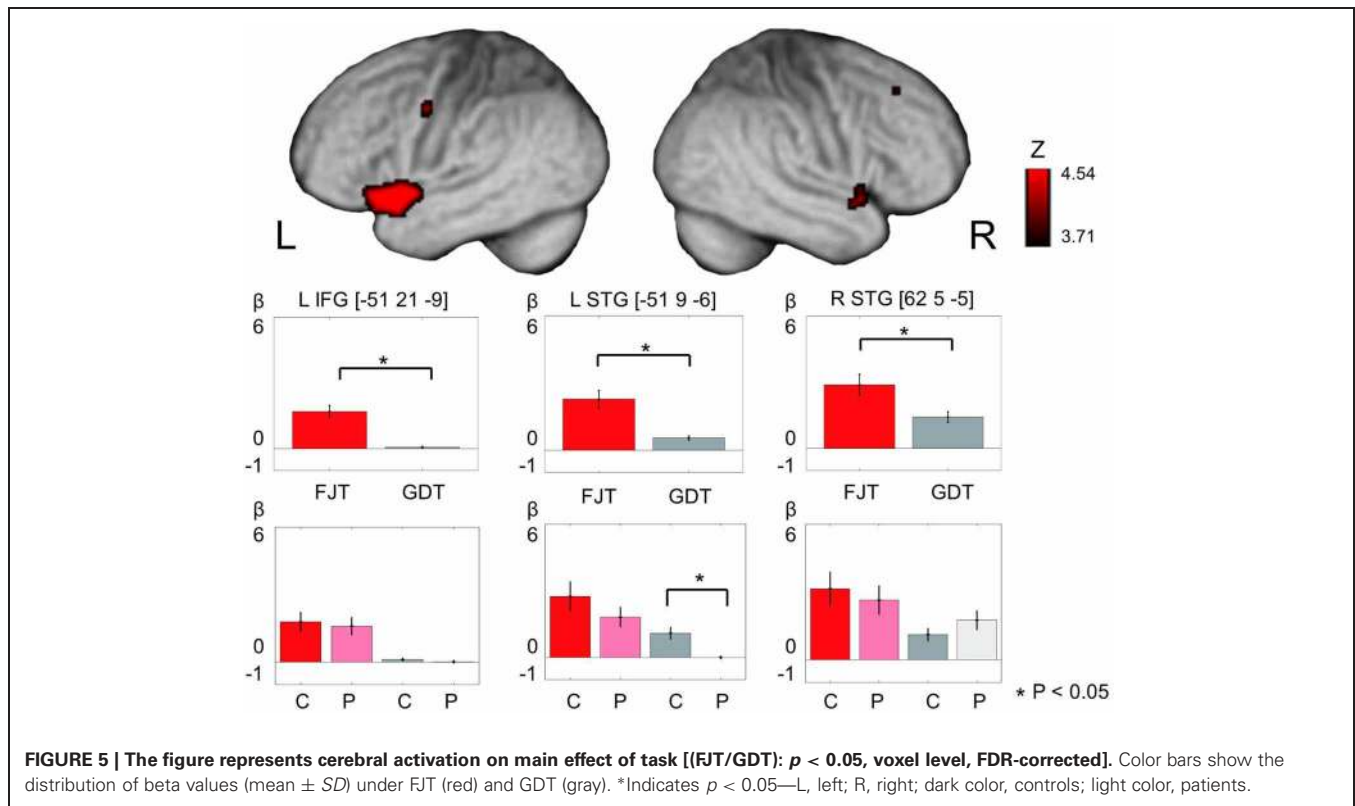 L
R
Z
4.54
3.71
β L IFG [-51 21 -9]
6
*
0
-1
FJT GDT
β L STG [-51 9 -6]
6
*
0
-1
FJT GDT
β R STG [62 5 -5]
6
*
0
-1
FJT GDT
β
6
0
-1
C P C P
β
6
*
0
-1
C P C P
β
6
0
-1
C P C P
* P < 0.05
FIGURE 5 | The figure represents cerebral activation on main effect of task [(FJT/GDT): p < 0.05, voxel level, FDR-corrected]. Color bars show the
distribution of beta values (mean ± SD) under FJT (red) and GDT (gray). *Indicates p < 0.05—L, left; R, right; dark color, controls; light color, patients.